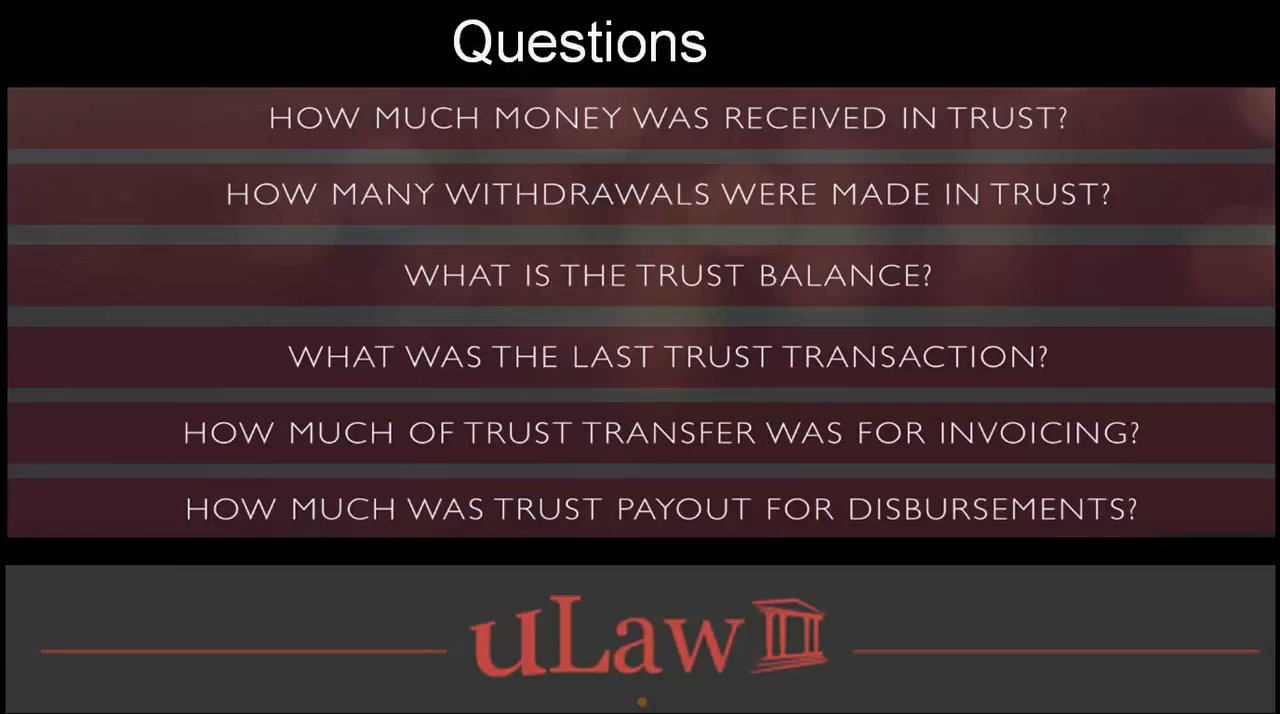 Questions
HOW MUCH MONEY WAS RECEIVED IN TRUST?
HOW MANY WITHDRAWALS WERE MADE IN TRUST?
WHAT IS THE TRUST BALANCE?
WHAT WAS THE LAST TRUST TRANSACTION?
HOW MUCH OF TRUST TRANSFER WAS FOR INVOICING?
HOW MUCH WAS TRUST PAYOUT FOR DISBURSEMENTS?
uLaw